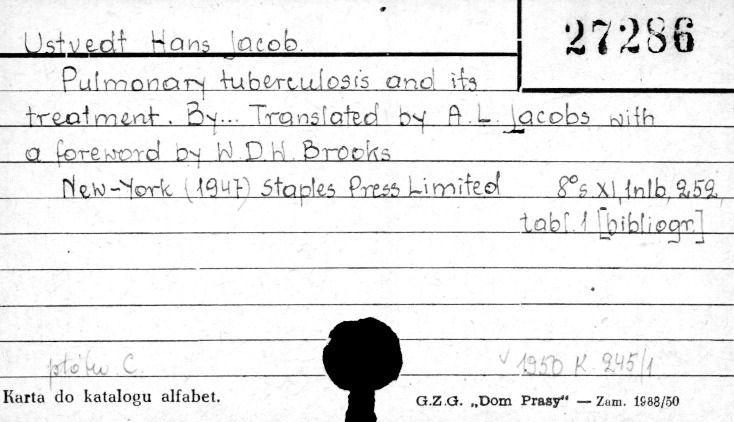 27286
Ustvedt Hans Jacob.
Pulmonary tuberculosis and its
treatment. By... Translated by A.L. Jacobs with
a foreword by W.D.W. Brooks
New-York (1947) Staples Press Limited 8° s. XI, 1nlb, 252,
tabl. 1 [bibliogr.]
C. 1950 K 245/1
Karta do katalogu alfabet. G.Z.G. „Dom Prasy" — Zam. 1988/50